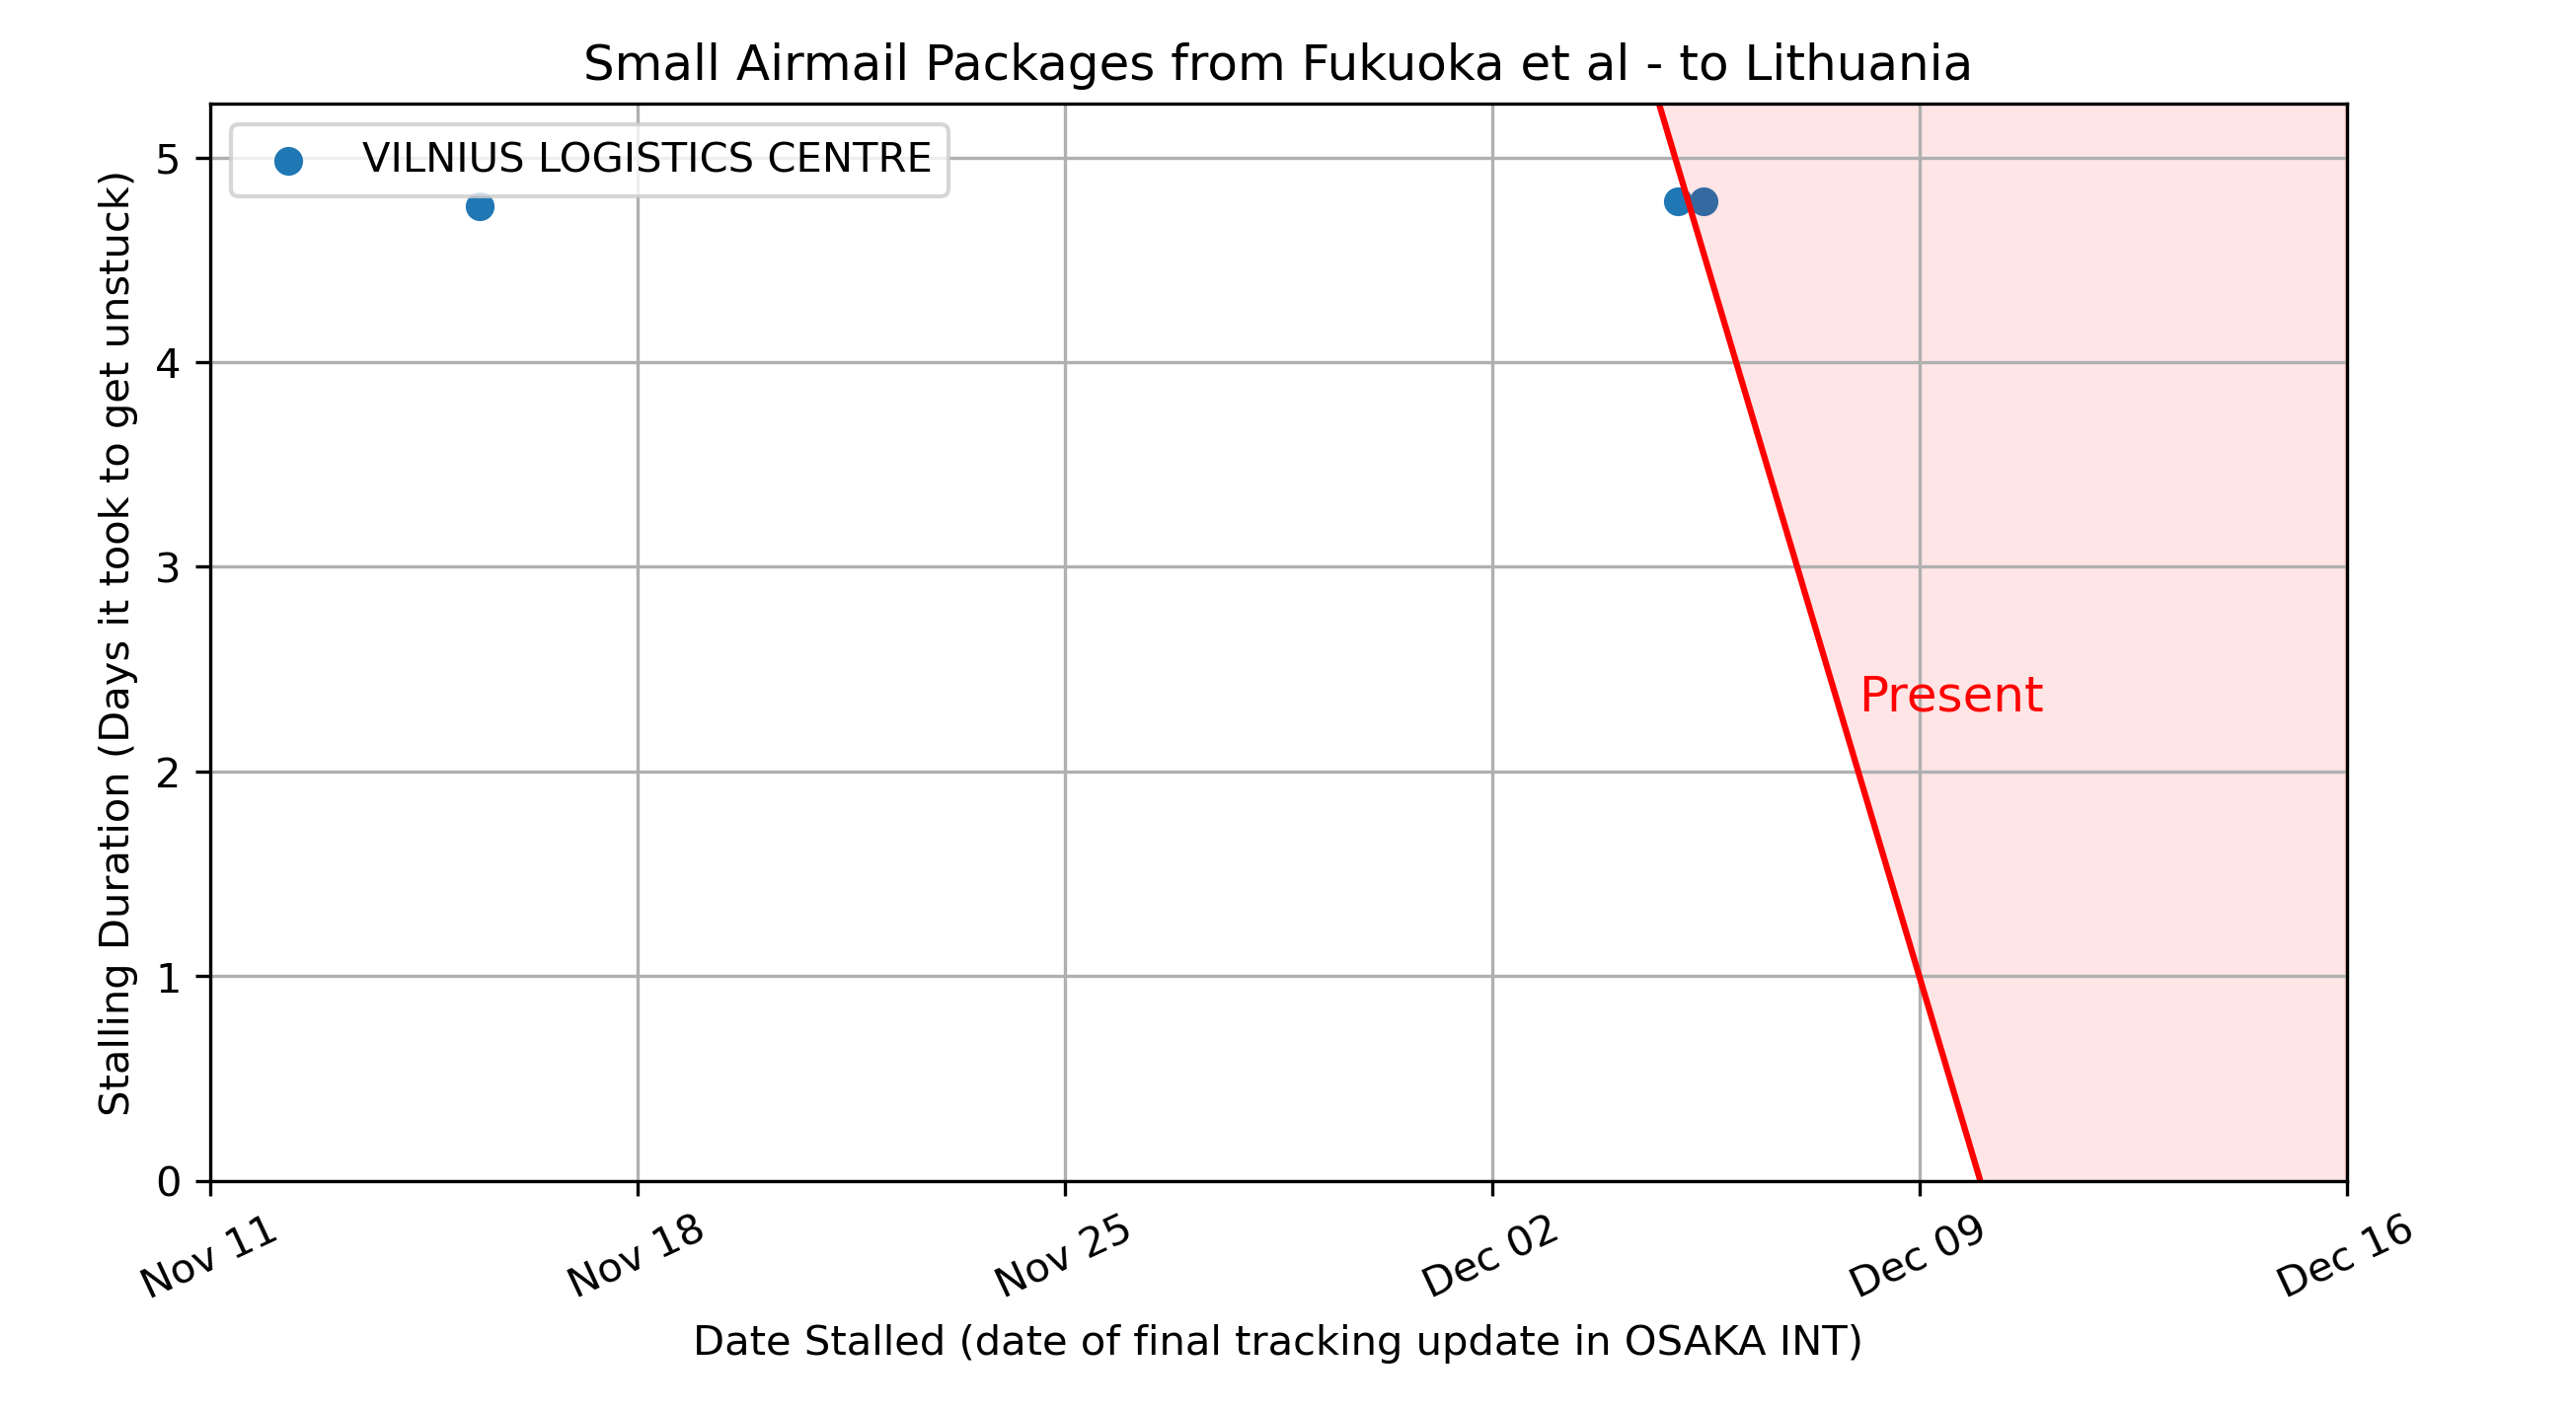 Small Airmail Packages from Fukuoka et al - to Lithuania
VILNIUS LOGISTICS CENTRE
Stalling Duration (Days it took to get unstuck)
5
4
3
2
1
0
Present
Nov 11
Nov 18
Nov 25
Dec 02
Dec 09
Dec 16
Date Stalled (date of final tracking update in OSAKA INT)